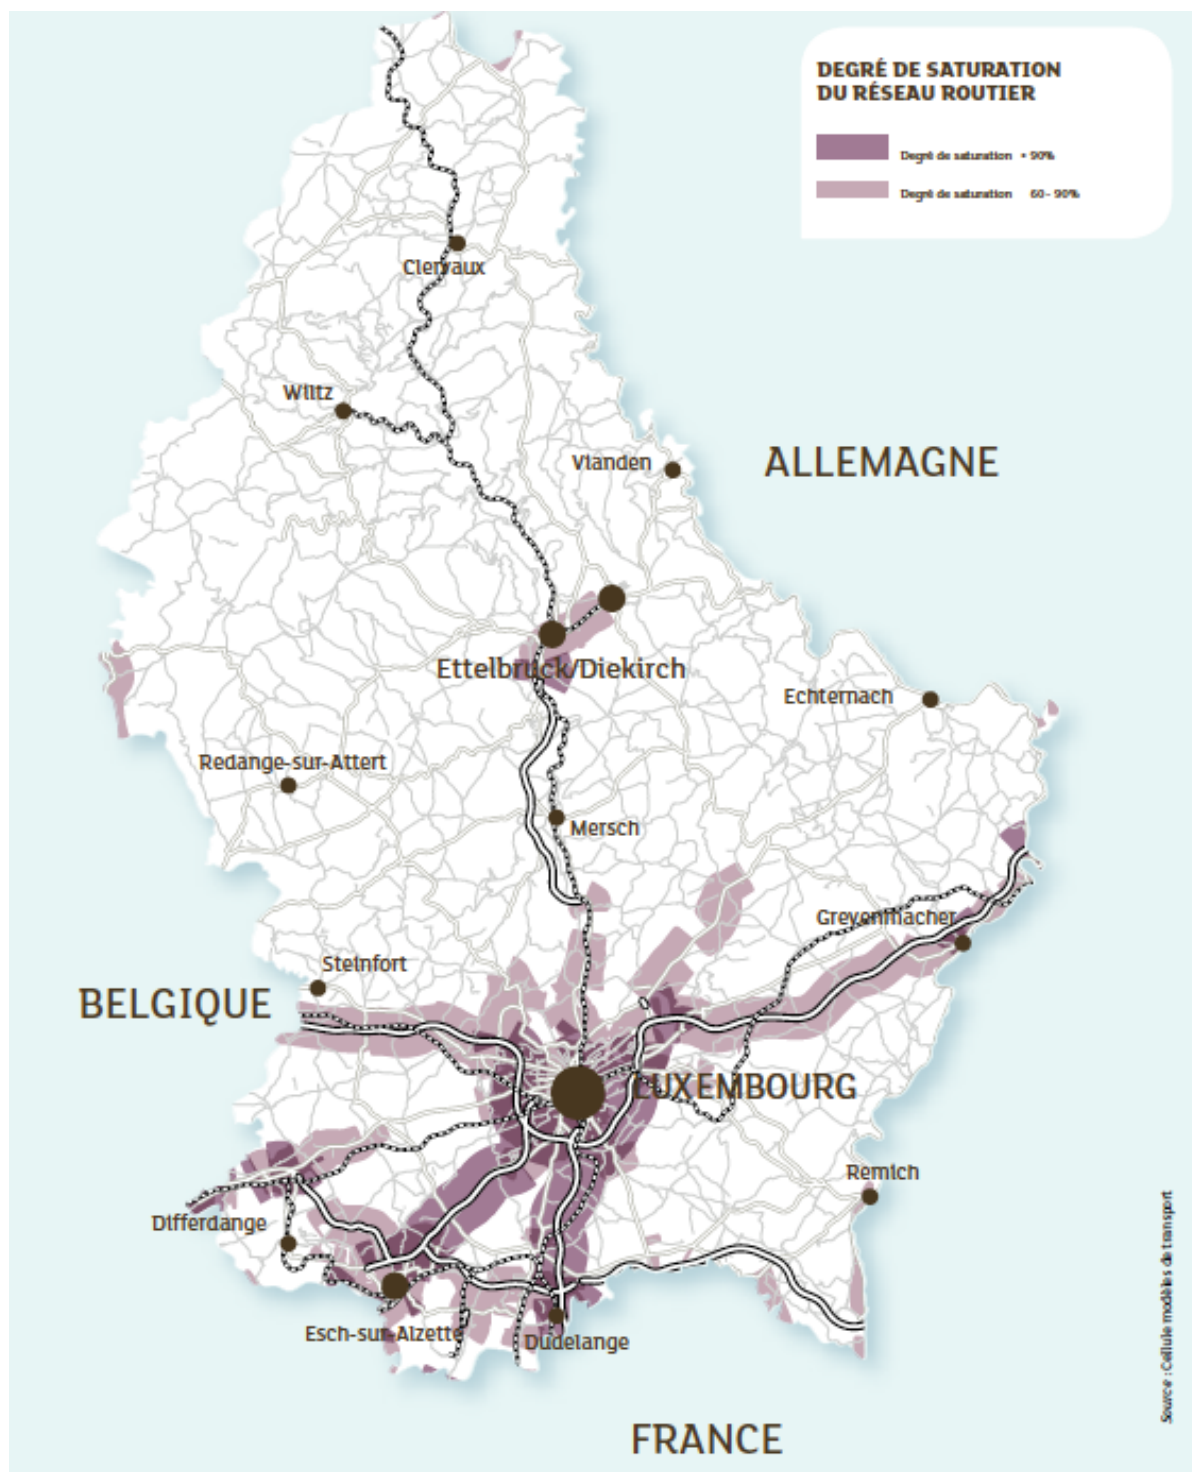 DEGRÉ DE SATURATION
DU RÉSEAU ROUTIER
Degré de saturation + 90%
Degré de saturation 60- 90%
Clervaux
Wiltz
Vianden
ALLEMAGNE
Ettelbruck/Diekirch
Echternach
Redange-sur-Attert
Mersch
Grevenmacher
Steinfort
BELGIQUE
LUXEMBOURG
Remich
Differdange
Esch-sur-Alzette
Dudelange
FRANCE
Source : Cellule modèles de transport